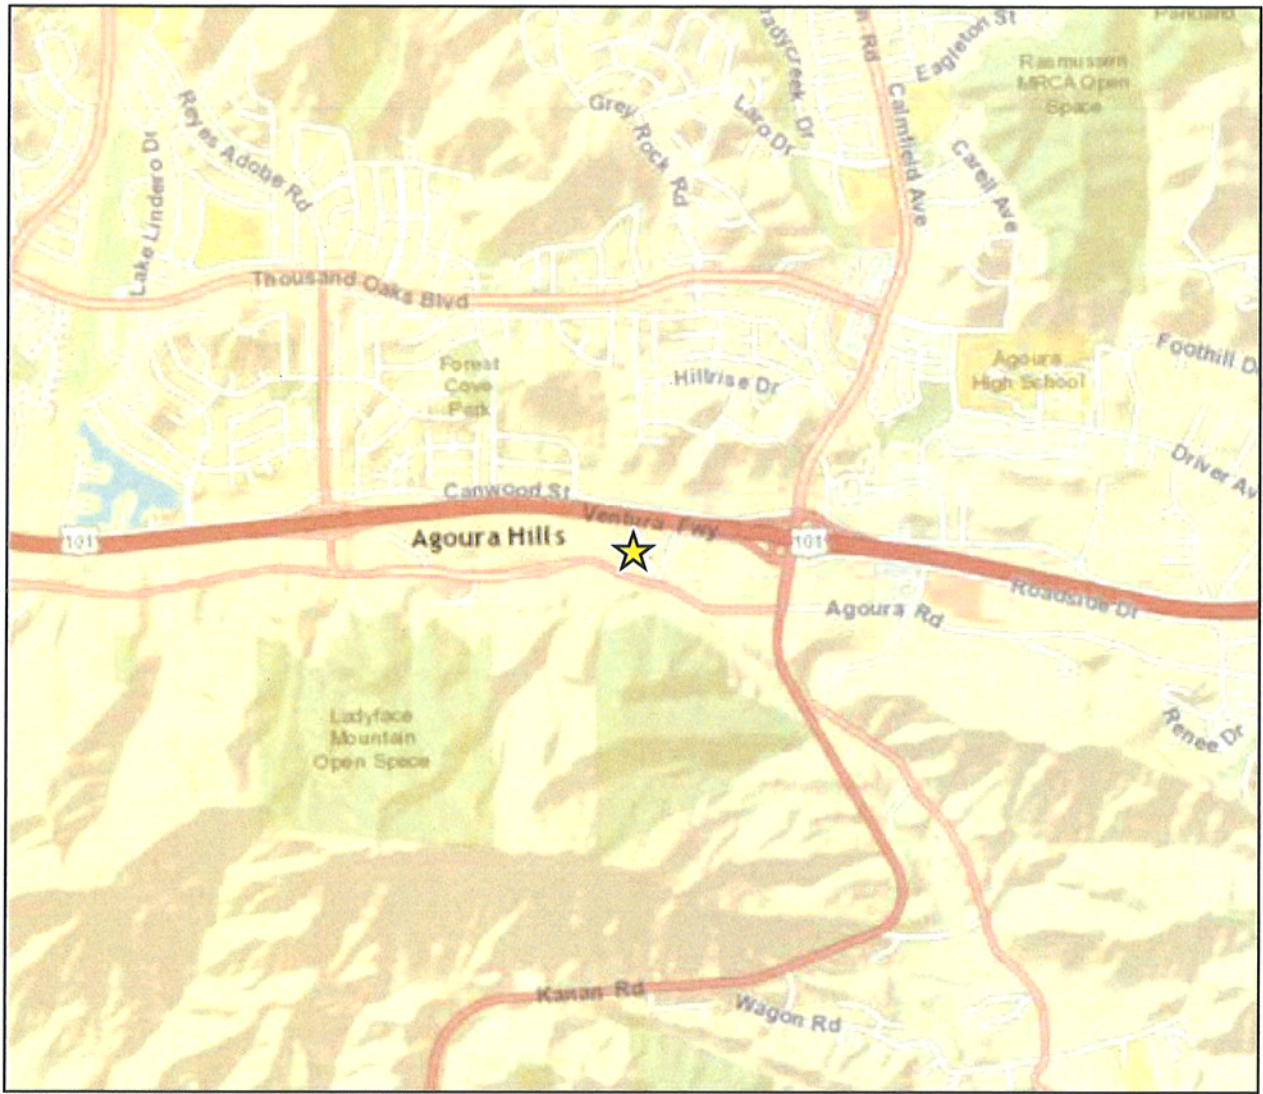 Parkland
n Rd
Eagleton St
adycreek Dr
Rasmussen
MRCA Open
Space
Reyes Adobe Rd
Grey Rock Rd
Laro Dr
Calmfield Ave
Carell Ave
Lake Lindero Dr
Thousand Oaks Blvd
Foothill D
Agoura
High School
Forest
Cove
Park
Hillrise Dr
Driver Av
Canwood St
Ventura Fwy
Agoura Hills
101
101
Roadside Dr
Agoura Rd
Ladyface
Mountain
Open Space
Renee Dr
Kanan Rd
Wagon Rd